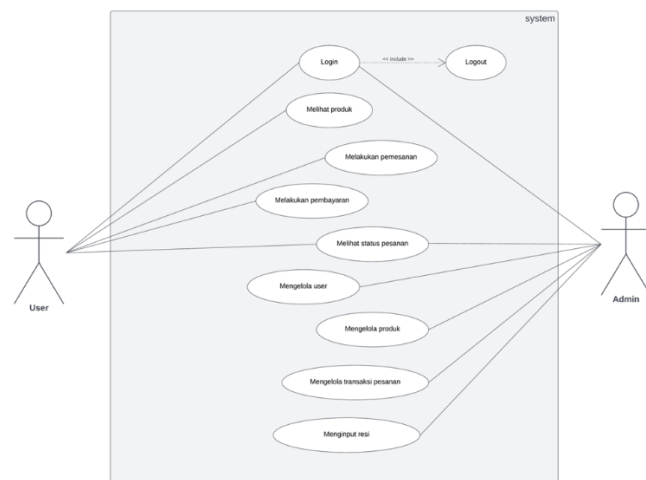 system
Login
<< include >>
Logout
Melihat produk
Melakukan pemesanan
Melakukan pembayaran
Melihat status pesanan
Mengelola user
User
Admin
Mengelola produk
Mengelola transaksi pesanan
Menginput resi